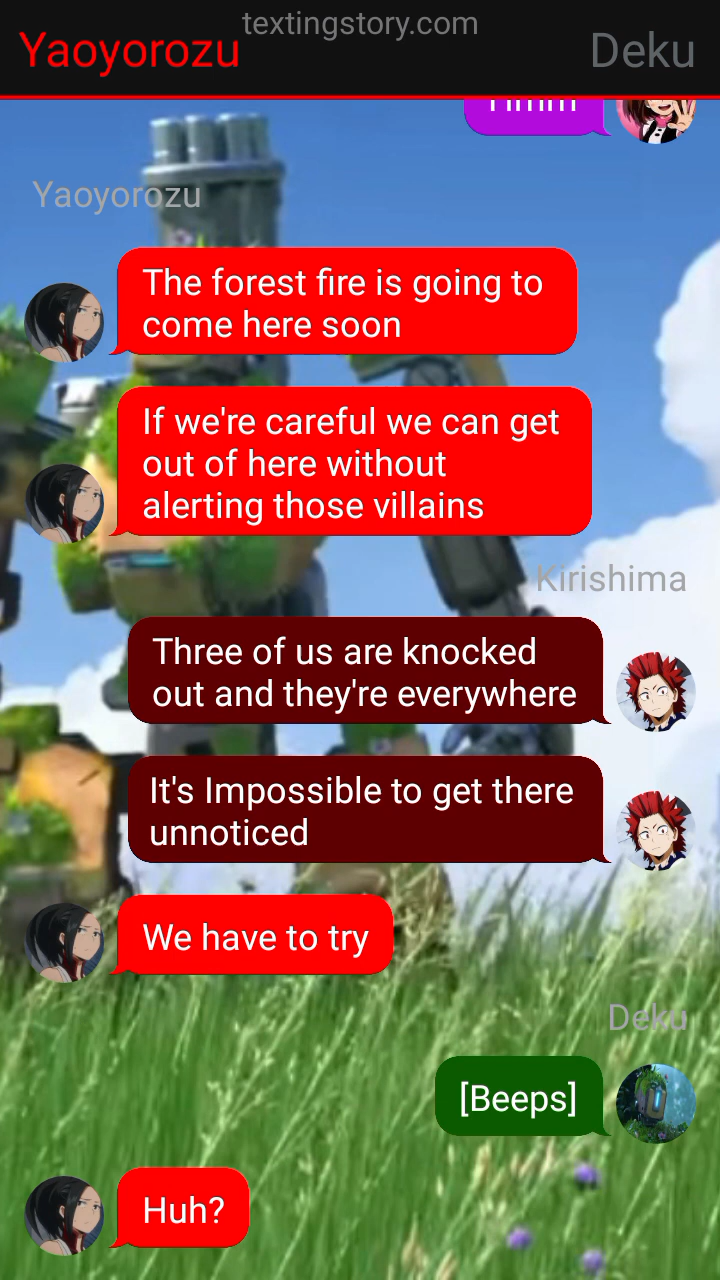 textingstory.com
Yaoyorozu
Deku
Yaoyorozu
The forest fire is going to
come here soon
If we're careful we can get
out of here without
alerting those villains
Kirishima
Three of us are knocked
out and they're everywhere
It's Impossible to get there
unnoticed
We have to try
Deku
[Beeps]
Huh?